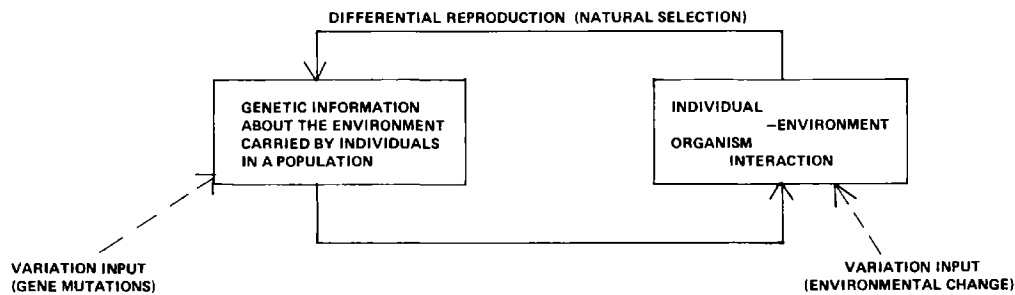 DIFFERENTIAL REPRODUCTION (NATURAL SELECTION)
GENETIC INFORMATION
ABOUT THE ENVIRONMENT
CARRIED BY INDIVIDUALS
IN A POPULATION
INDIVIDUAL
–ENVIRONMENT
ORGANISM
INTERACTION
VARIATION INPUT
(GENE MUTATIONS)
VARIATION INPUT
(ENVIRONMENTAL CHANGE)